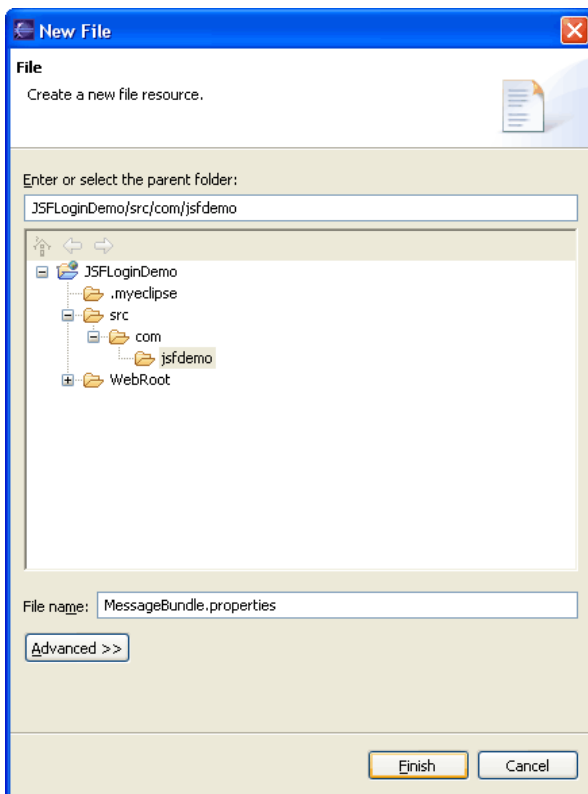 New File
File
Create a new file resource.
Enter or select the parent folder:
JSFLoginDemo/src/com/jsfdemo
JSFLoginDemo
.myeclipse
src
com
jsfdemo
WebRoot
File name: MessageBundle.properties
Advanced >>
Finish Cancel